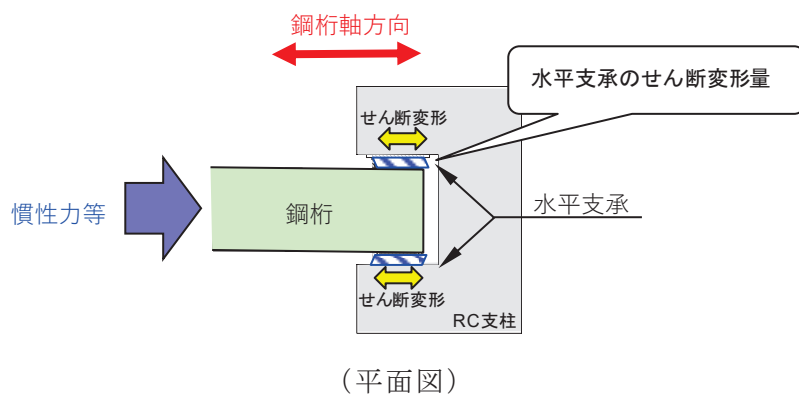 鋼桁軸方向
水平支承のせん断変形量
せん断変形
慣性力等
鋼桁
水平支承
せん断変形
RC支柱
（平面図）